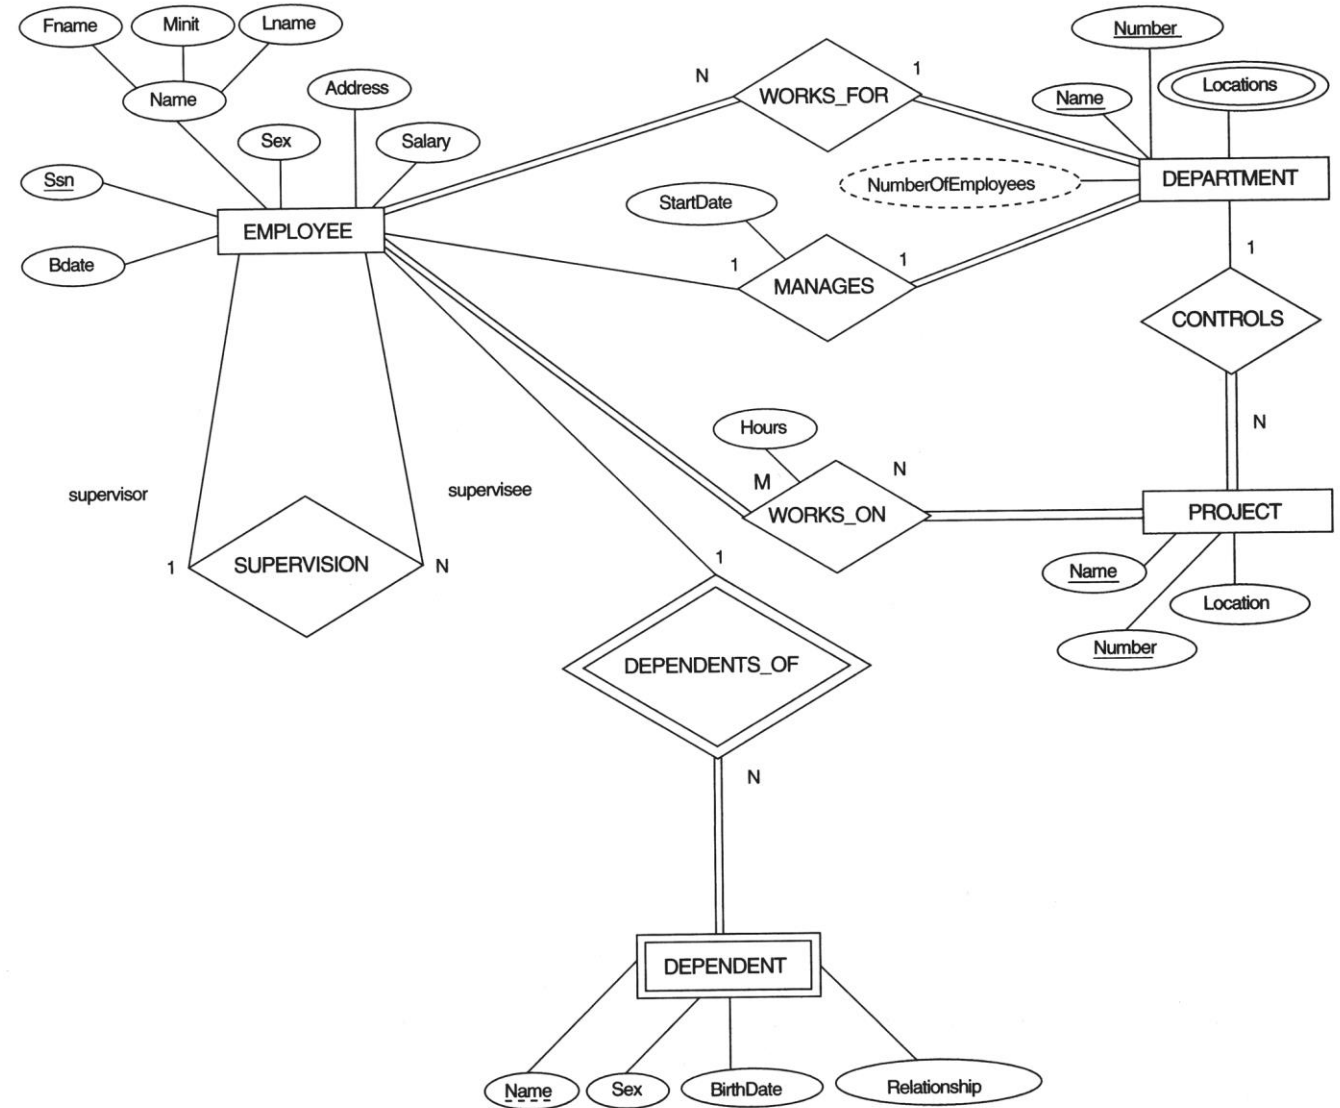 Fname
Minit
Lname
Number
Name
Address
N
1
WORKS_FOR
Name
Locations
Sex
Salary
Ssn
NumberOfEmployees
DEPARTMENT
StartDate
EMPLOYEE
Bdate
1
1
1
MANAGES
CONTROLS
Hours
N
M
N
supervisor
supervisee
WORKS_ON
PROJECT
1
SUPERVISION
N
1
Name
Location
Number
DEPENDENTS_OF
N
DEPENDENT
Name
Sex
BirthDate
Relationship